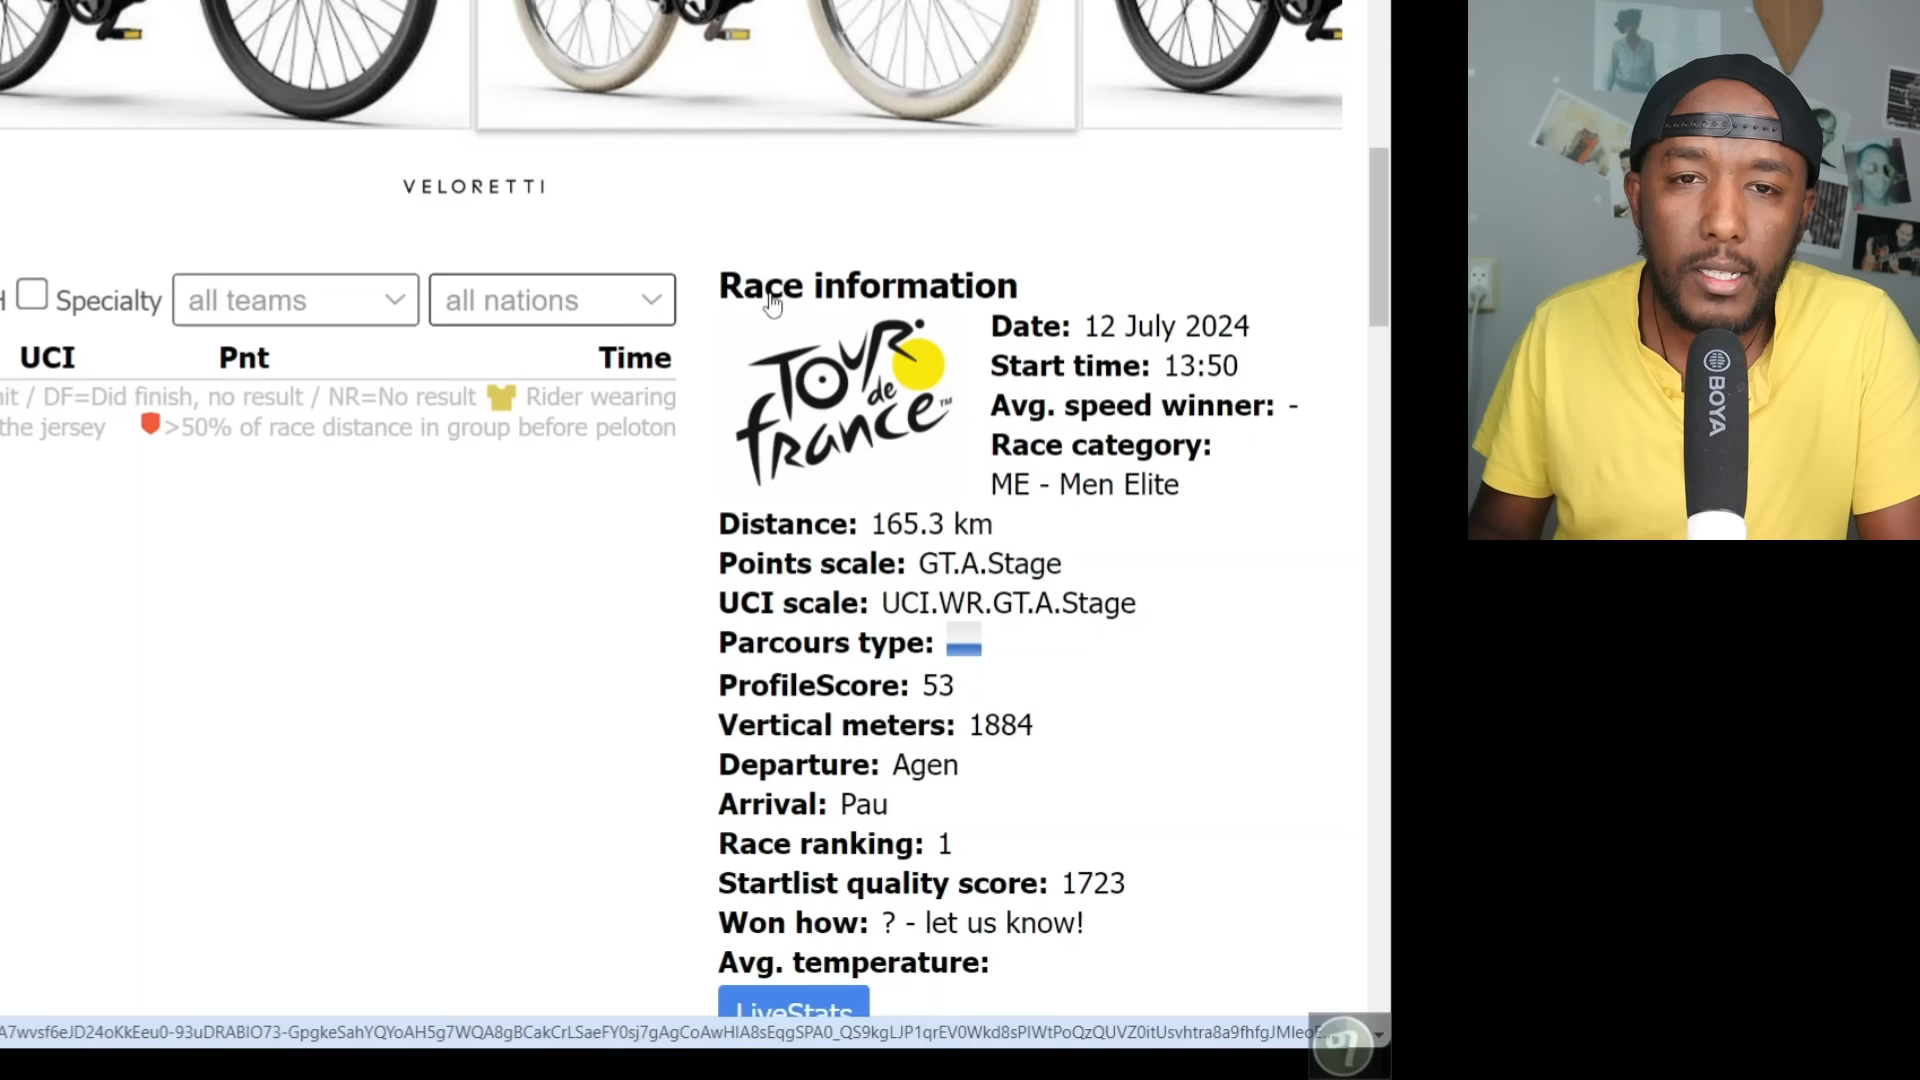 VELORETTI
Specialty all teams all nations
UCI Pnt Time
/ DF=Did finish, no result / NR=No result Rider wearing
the jersey >50% of race distance in group before peloton
Race information
TOUR de france™
Date: 12 July 2024
Start time: 13:50
Avg. speed winner: -
Race category:
ME - Men Elite
Distance: 165.3 km
Points scale: GT.A.Stage
UCI scale: UCI.WR.GT.A.Stage
Parcours type:
ProfileScore: 53
Vertical meters: 1884
Departure: Agen
Arrival: Pau
Race ranking: 1
Startlist quality score: 1723
Won how: ? - let us know!
Avg. temperature:
LiveStats
BOYA